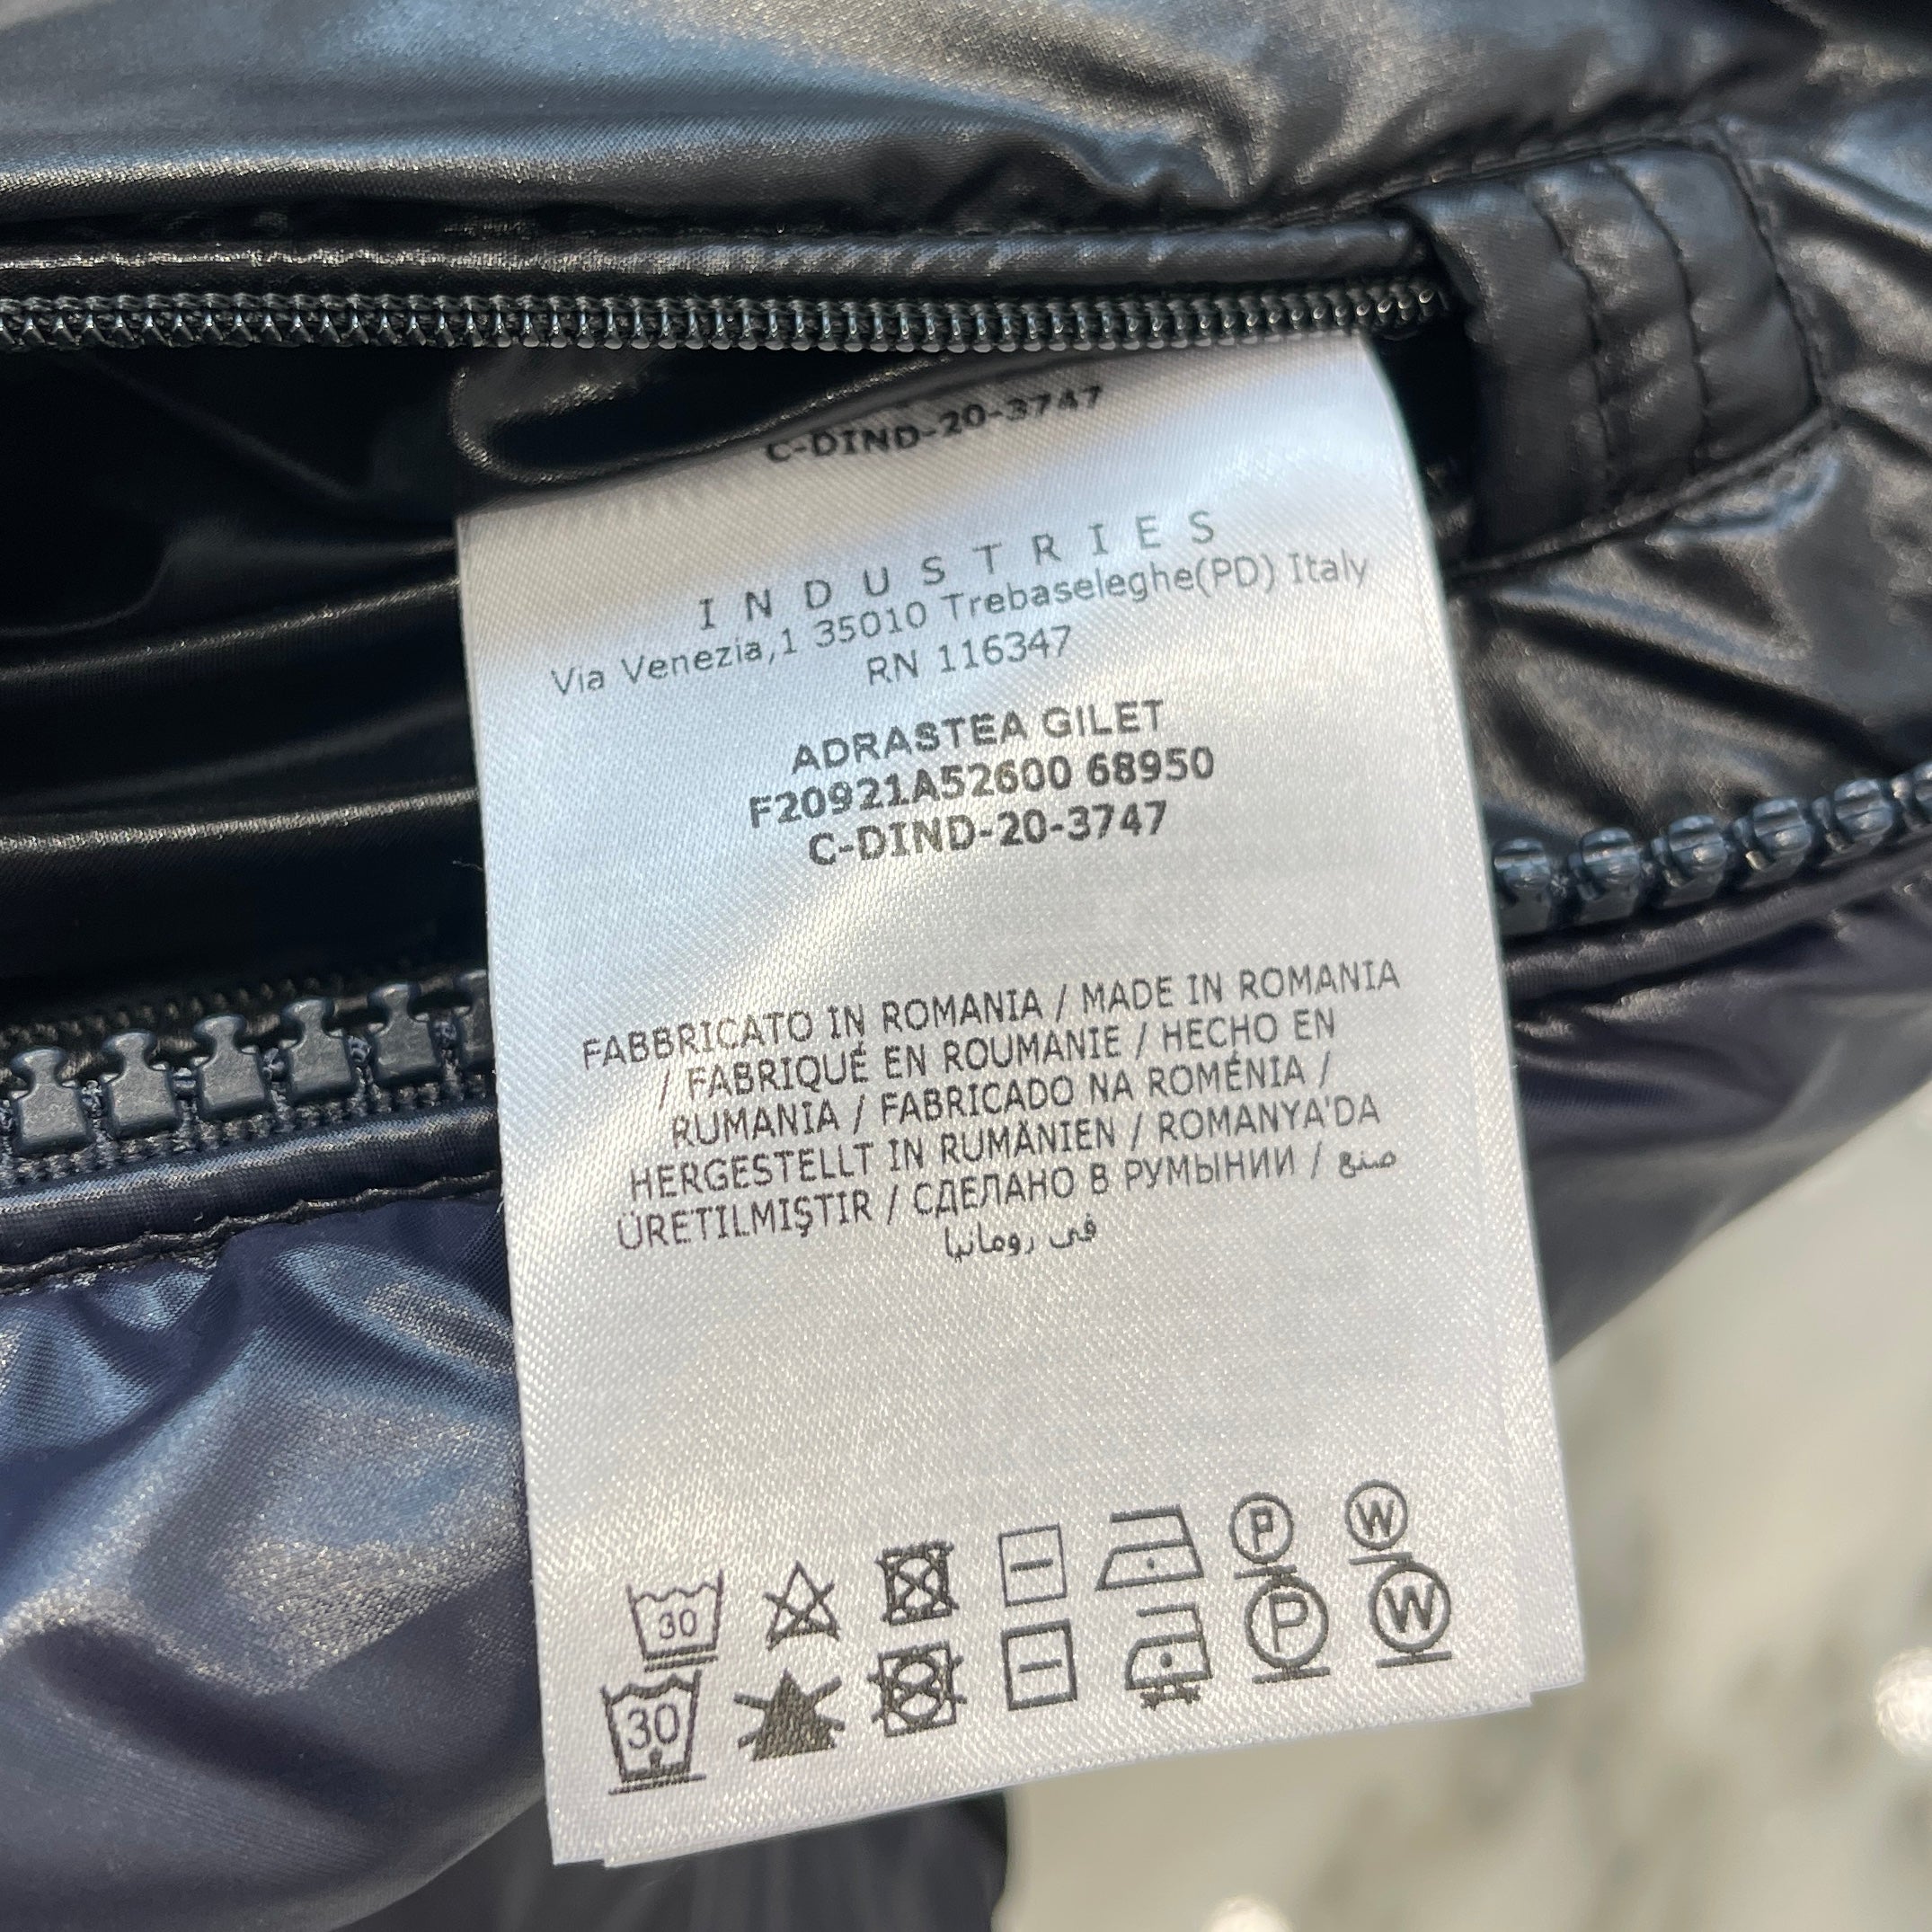 C-DIND-20-3747
INDUSTRIES
Via Venezia,1 35010 Trebaseleghe(PD) Italy
RN 116347
ADRASTEA GILET
F20921A52600 68950
C-DIND-20-3747
FABBRICATO IN ROMANIA / MADE IN ROMANIA
/ FABRIQUÉ EN ROUMANIE / HECHO EN
RUMANIA / FABRICADO NA ROMÉNIA /
HERGESTELLT IN RUMÄNIEN / ROMANYA'DA
ÜRETILMIŞTIR / СДЕЛАНО В РУМЫНИИ / صنع
في رومانيا
30 P W
30 P W